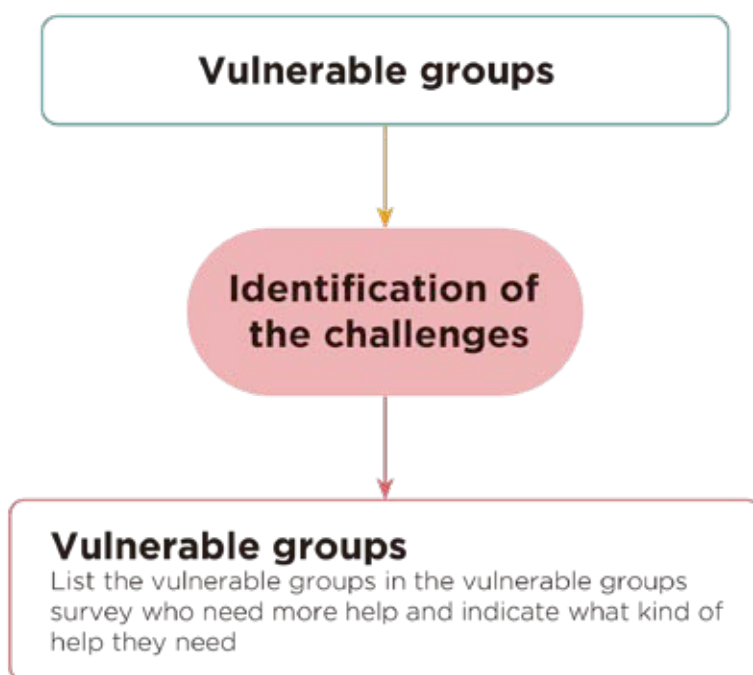 Vulnerable groups
Identification of
the challenges
Vulnerable groups
List the vulnerable groups in the vulnerable groups
survey who need more help and indicate what kind of
help they need